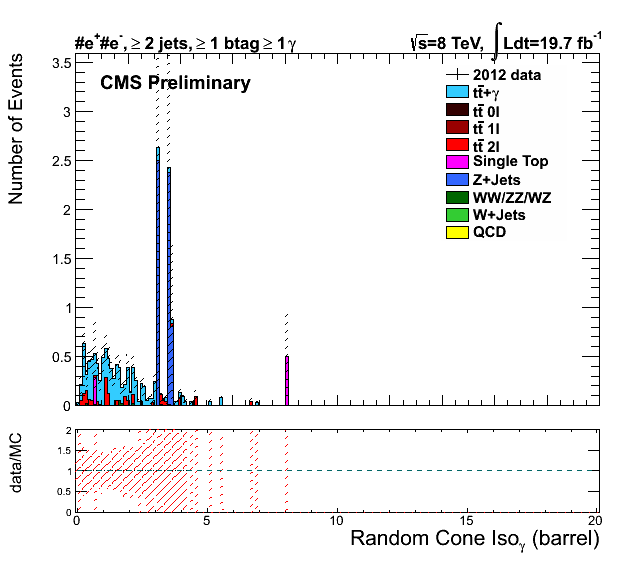 #e⁺#e⁻, ≥ 2 jets, ≥ 1 btag ≥ 1 γ
√s=8 TeV, ∫Ldt=19.7 fb⁻¹
CMS Preliminary
Number of Events
3.5
3
2.5
2
1.5
1
0.5
0
2012 data
tt̄+γ
tt̄ 0l
tt̄ 1l
tt̄ 2l
Single Top
Z+Jets
WW/ZZ/WZ
W+Jets
QCD
data/MC
2
1.5
1
0.5
0
0 5 10 15 20
Random Cone Isoᵧ (barrel)